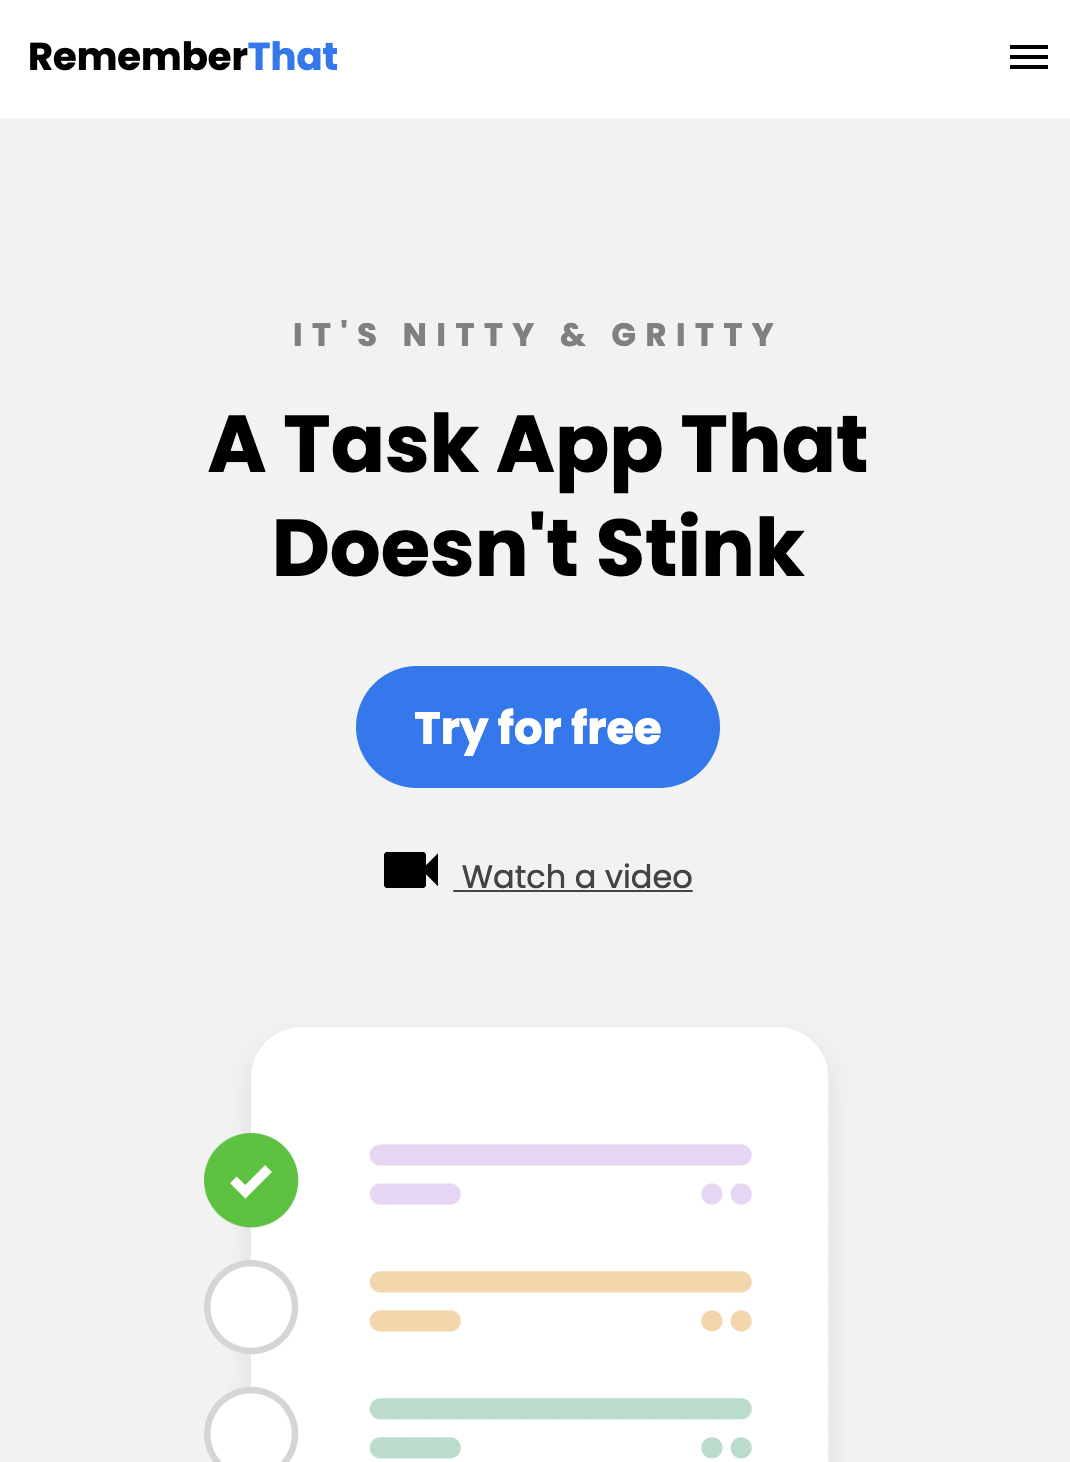 RememberThat
IT'S NITTY & GRITTY
A Task App That
Doesn't Stink
Try for free
Watch a video